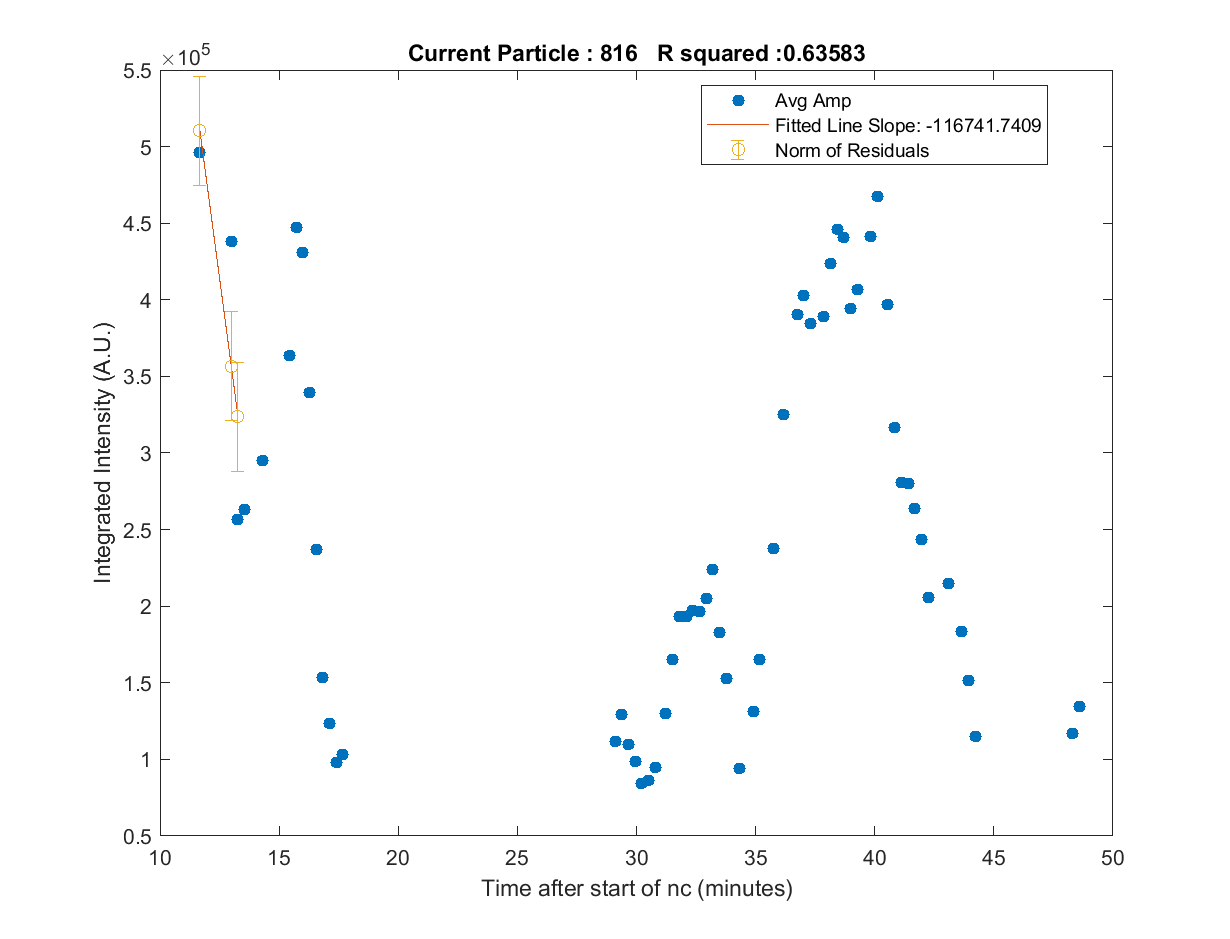 Current Particle : 816 R squared :0.63583
×10^5
5.5
5
4.5
4
3.5
3
2.5
2
1.5
1
0.5
Integrated Intensity (A.U.)
Avg Amp
Fitted Line Slope: -116741.7409
Norm of Residuals
10 15 20 25 30 35 40 45 50
Time after start of nc (minutes)